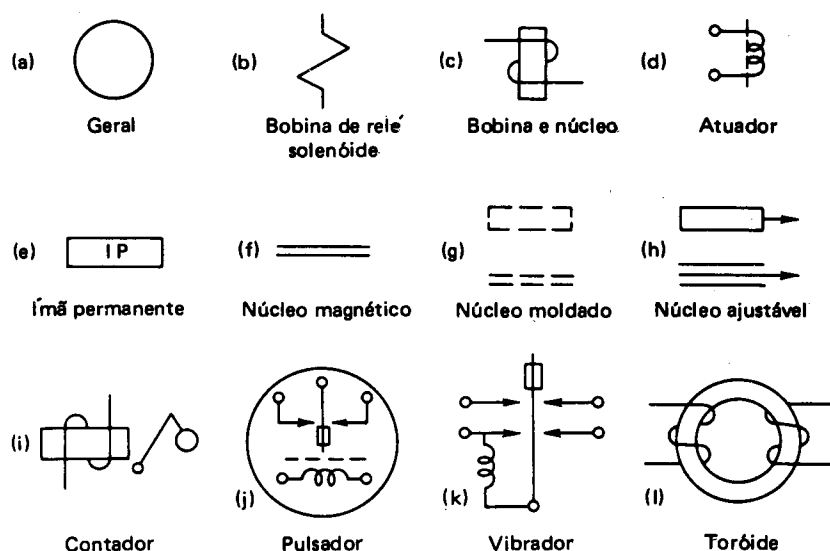 (a)
Geral
(b)
Bobina de relé
solenóide
(c)
Bobina e núcleo
(d)
Atuador
(e)
IP
Ímã permanente
(f)
Núcleo magnético
(g)
Núcleo moldado
(h)
Núcleo ajustável
(i)
Contador
(j)
Pulsador
(k)
Vibrador
(l)
Toróide